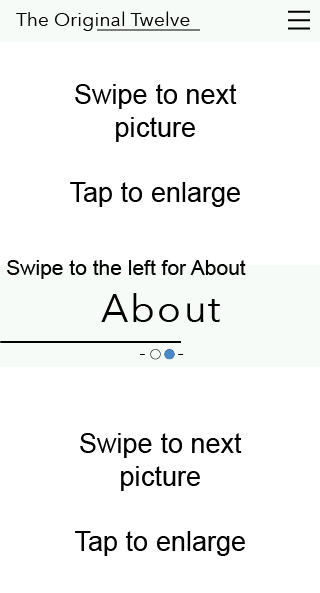 The Original Twelve
Swipe to next
picture
Tap to enlarge
Swipe to the left for About
About
Swipe to next
picture
Tap to enlarge